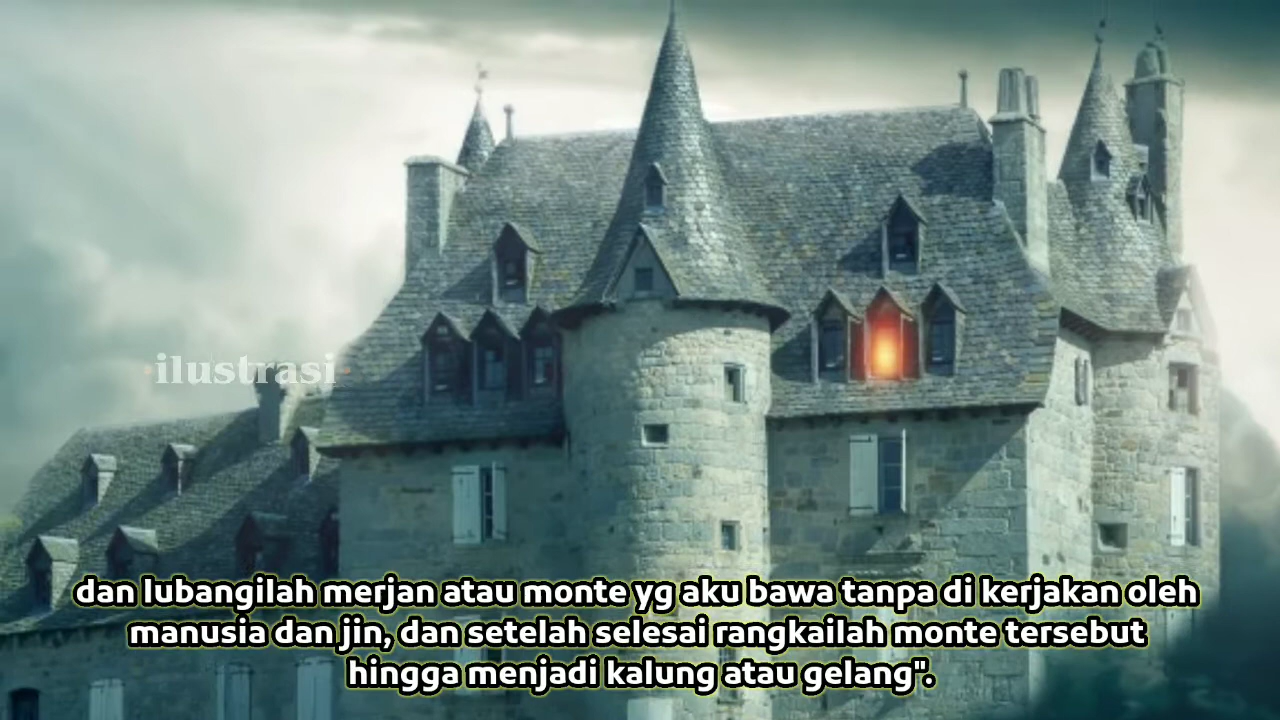 ilustrasi
dan lubangilah merjan atau monte yg aku bawa tanpa di kerjakan oleh
manusia dan jin, dan setelah selesai rangkailah monte tersebut
hingga menjadi kalung atau gelang".